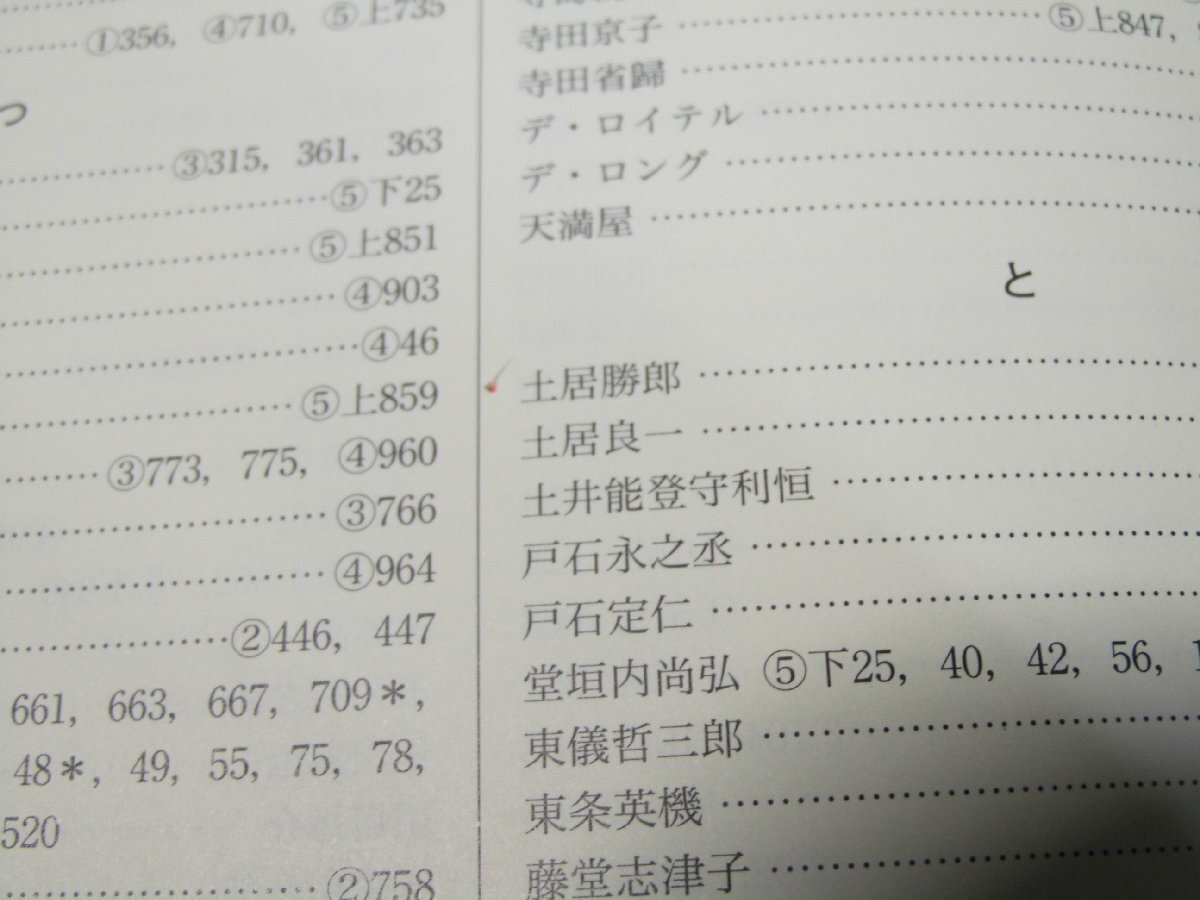 ①356, ④710, ⑤上735
つ
③315, 361, 363
⑤下25
⑤上851
④903
④46
⑤上859
③773, 775, ④960
③766
④964
②446, 447
661, 663, 667, 709＊,
48＊, 49, 55, 75, 78,
520
②758
寺田京子 ⑤上847,
寺田省歸
デ・ロイテル
デ・ロング
天満屋
と
土居勝郎
土居良一
土井能登守利恒
戸石永之丞
戸石定仁
堂垣内尚弘 ⑤下25, 40, 42, 56,
東儀哲三郎
東条英機
藤堂志津子